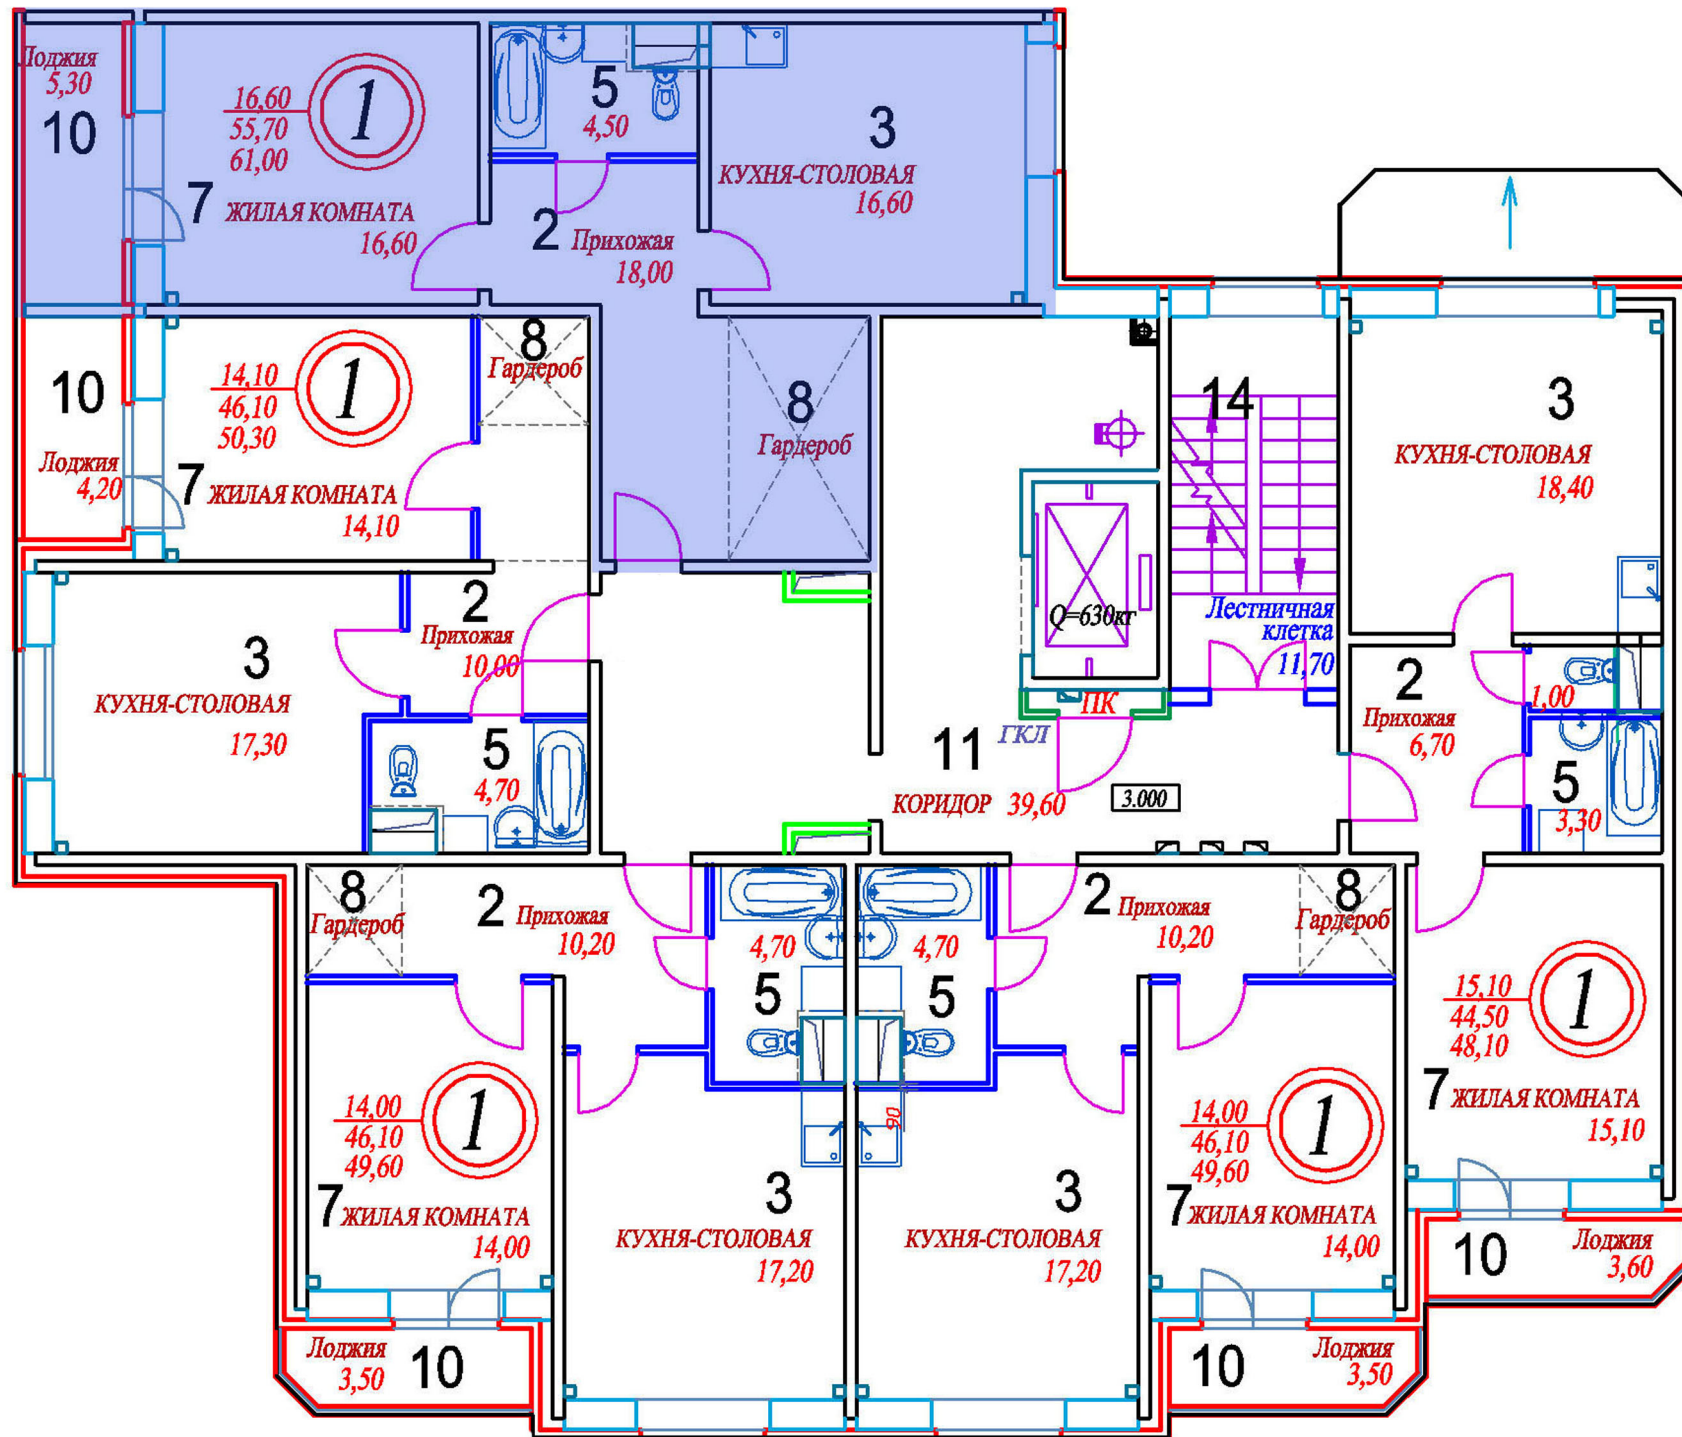 Лоджия
5,30
10
16,60
55,70
61,00
1
7
ЖИЛАЯ КОМНАТА
16,60
5
4,50
2
Прихожая
18,00
3
КУХНЯ-СТОЛОВАЯ
16,60
8
Гардероб
10
Лоджия
4,20
14,10
46,10
50,30
1
7
ЖИЛАЯ КОМНАТА
14,10
8
Гардероб
3
КУХНЯ-СТОЛОВАЯ
17,30
2
Прихожая
10,00
5
4,70
14
Лестничная
клетка
11,70
Q=630кг
ПК
ГКЛ
11
КОРИДОР 39,60
3.000
3
КУХНЯ-СТОЛОВАЯ
18,40
2
Прихожая
6,70
1,00
5
3,30
8
Гардероб
2
Прихожая
10,20
4,70
5
14,00
46,10
49,60
1
7
ЖИЛАЯ КОМНАТА
14,00
3
КУХНЯ-СТОЛОВАЯ
17,20
Лоджия
3,50
10
4,70
5
2
Прихожая
10,20
8
Гардероб
90
3
КУХНЯ-СТОЛОВАЯ
17,20
14,00
46,10
49,60
1
7
ЖИЛАЯ КОМНАТА
14,00
10
Лоджия
3,50
15,10
44,50
48,10
1
7
ЖИЛАЯ КОМНАТА
15,10
10
Лоджия
3,60